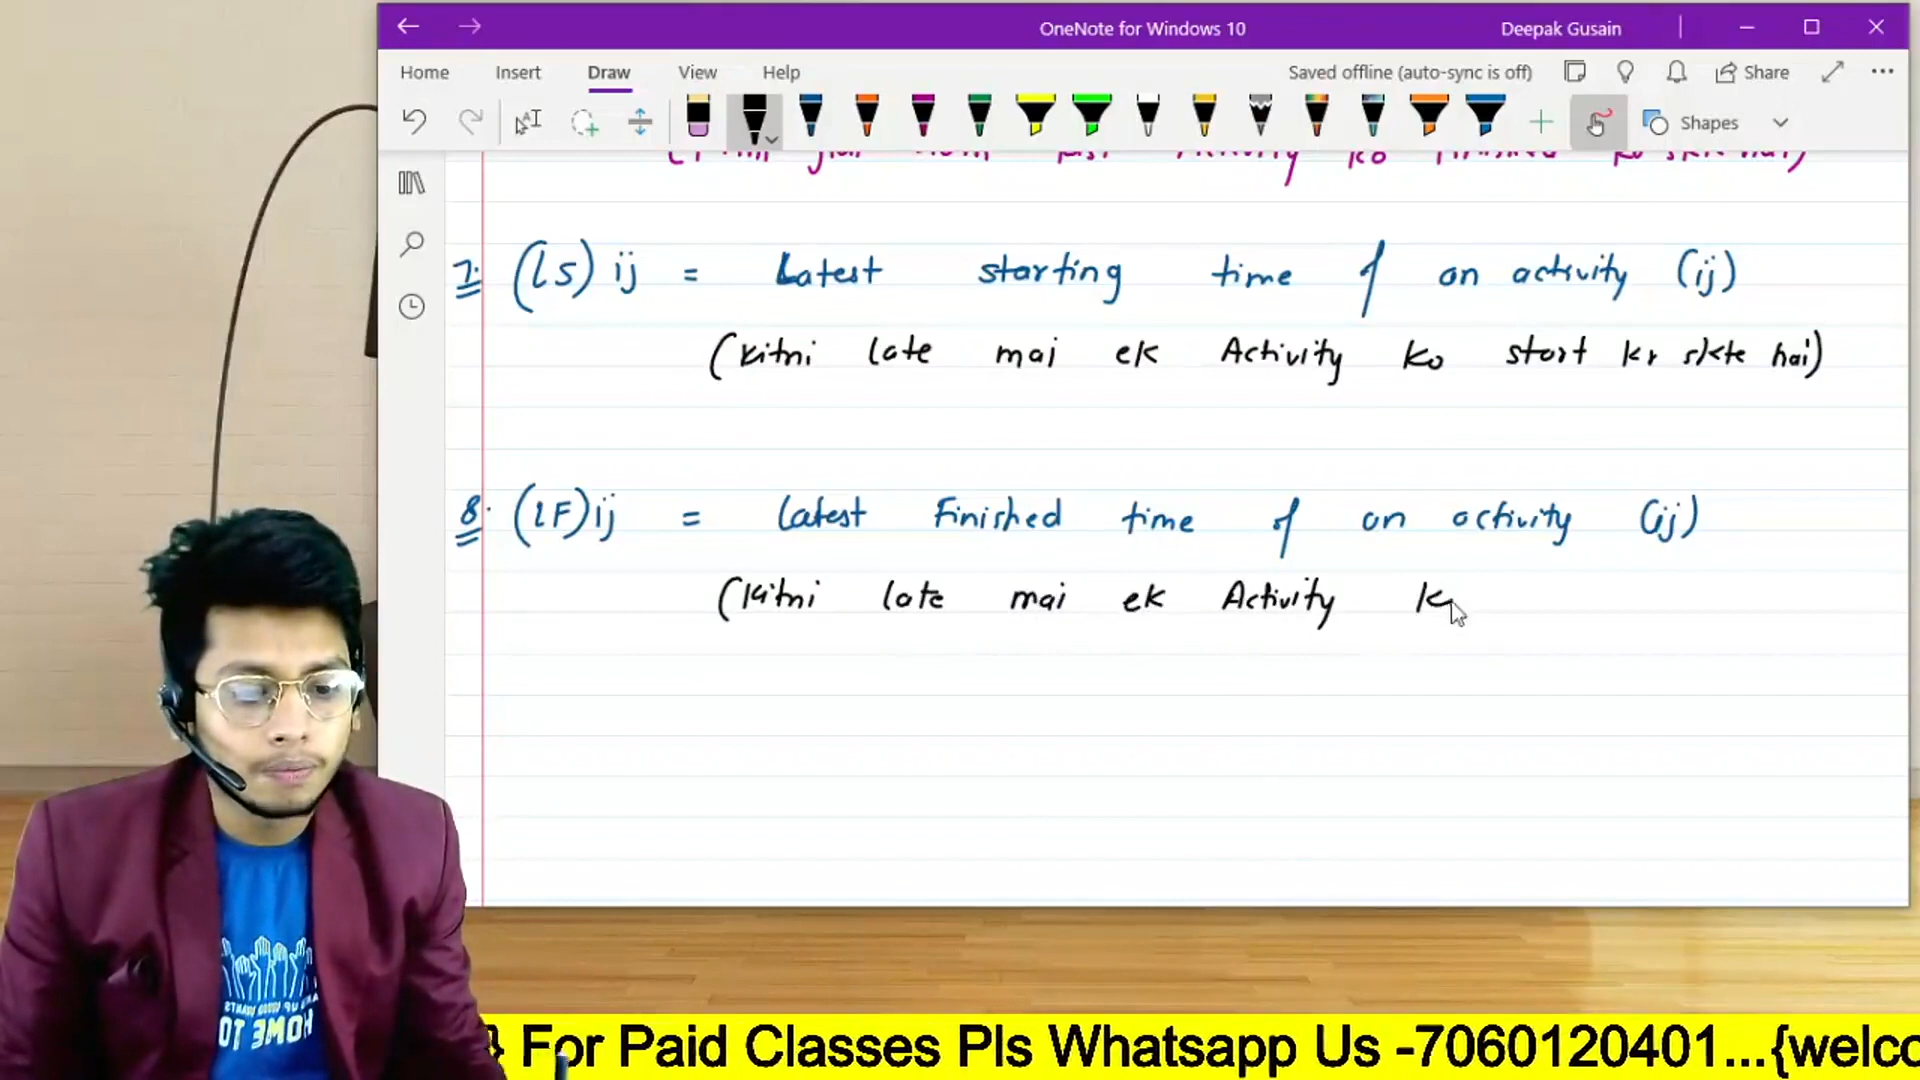 OneNote for Windows 10
Deepak Gusain
Home Insert Draw View Help
Saved offline (auto-sync is off) Share
Shapes
7. (LS) ij = Latest starting time of an activity (ij)
(Kitni late mai ek Activity ko start kr skte hai)
8. (LF) ij = Latest Finished time of an activity (ij)
(Kitni late mai ek Activity k
HOME TO
} For Paid Classes Pls Whatsapp Us -7060120401...{welco